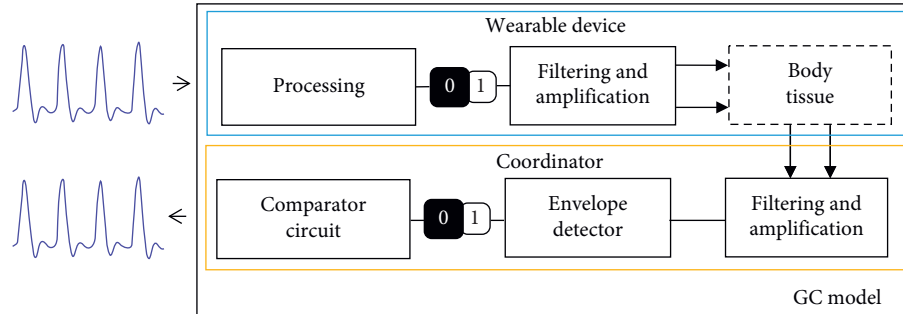 Wearable device
Processing
0 1
Filtering and
amplification
Body
tissue
Coordinator
Comparator
circuit
0 1
Envelope
detector
Filtering and
amplification
GC model